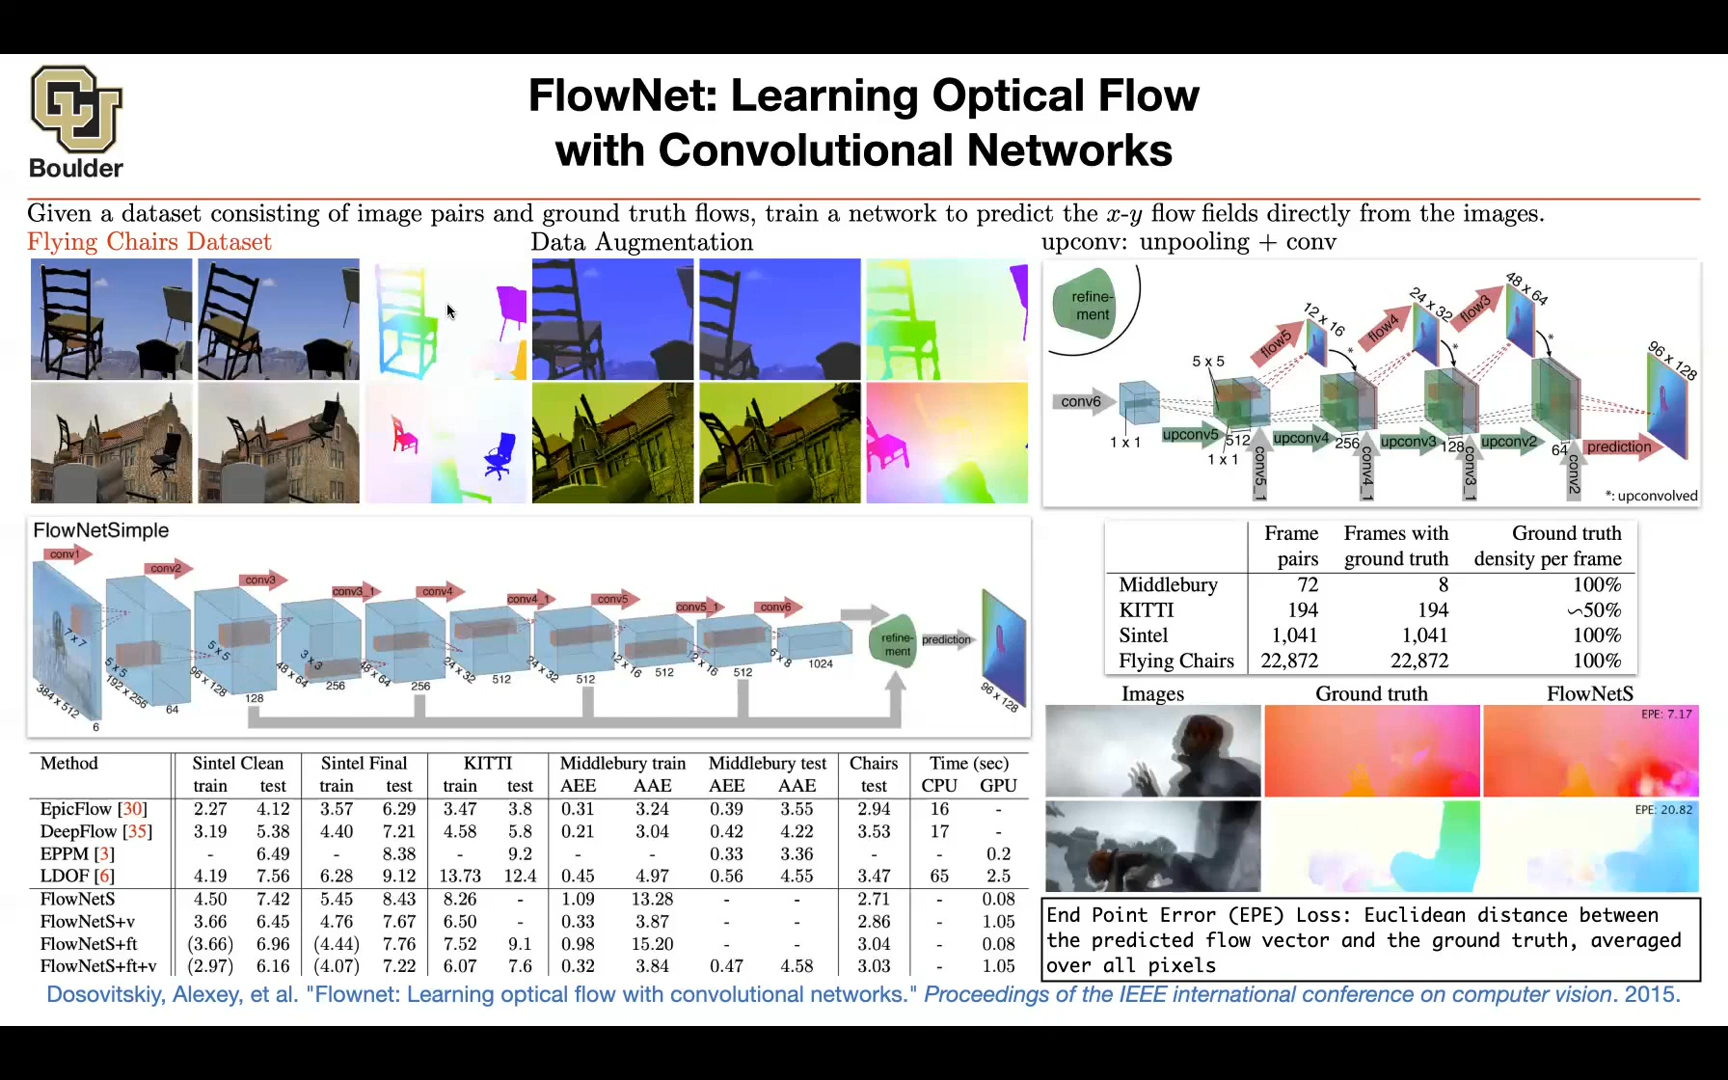 FlowNet: Learning Optical Flow
with Convolutional Networks
Boulder
Given a dataset consisting of image pairs and ground truth flows, train a network to predict the x-y flow fields directly from the images.
Flying Chairs Dataset
Data Augmentation
upconv: unpooling + conv
refine-
ment
conv6
1 x 1
5 x 5
upconv5
512
1 x 1
conv5_1
flow5
12 x 16
*
upconv4
256
conv4_1
flow4
24 x 32
*
upconv3
128
conv3_1
flow3
48 x 64
*
upconv2
64
conv2
prediction
96 x 128
*: upconvolved
FlowNetSimple
conv1
conv2
conv3
conv3_1
conv4
conv4_1
conv5
conv5_1
conv6
7 x 7
384 x 512
6
5 x 5
192 x 256
64
5 x 5
96 x 128
128
3 x 3
48 x 64
256
48 x 64
256
24 x 32
512
24 x 32
512
12 x 16
512
12 x 16
512
6 x 8
1024
refine-
ment
prediction
96 x 128
Frame Frames with Ground truth
pairs ground truth density per frame
Middlebury 72 8 100%
KITTI 194 194 ~50%
Sintel 1,041 1,041 100%
Flying Chairs 22,872 22,872 100%
Images Ground truth FlowNetS
EPE: 7.17
EPE: 20.82
Method Sintel Clean Sintel Final KITTI Middlebury train Middlebury test Chairs Time (sec)
train test train test train test AEE AAE AEE AAE test CPU GPU
EpicFlow [30] 2.27 4.12 3.57 6.29 3.47 3.8 0.31 3.24 0.39 3.55 2.94 16 -
DeepFlow [35] 3.19 5.38 4.40 7.21 4.58 5.8 0.21 3.04 0.42 4.22 3.53 17 -
EPPM [3] - 6.49 - 8.38 - 9.2 - - 0.33 3.36 - - 0.2
LDOF [6] 4.19 7.56 6.28 9.12 13.73 12.4 0.45 4.97 0.56 4.55 3.47 65 2.5
FlowNetS 4.50 7.42 5.45 8.43 8.26 - 1.09 13.28 - - 2.71 - 0.08
FlowNetS+v 3.66 6.45 4.76 7.67 6.50 - 0.33 3.87 - - 2.86 - 1.05
FlowNetS+ft (3.66) 6.96 (4.44) 7.76 7.52 9.1 0.98 15.20 - - 3.04 - 0.08
FlowNetS+ft+v (2.97) 6.16 (4.07) 7.22 6.07 7.6 0.32 3.84 0.47 4.58 3.03 - 1.05
End Point Error (EPE) Loss: Euclidean distance between
the predicted flow vector and the ground truth, averaged
over all pixels
Dosovitskiy, Alexey, et al. "Flownet: Learning optical flow with convolutional networks." Proceedings of the IEEE international conference on computer vision. 2015.